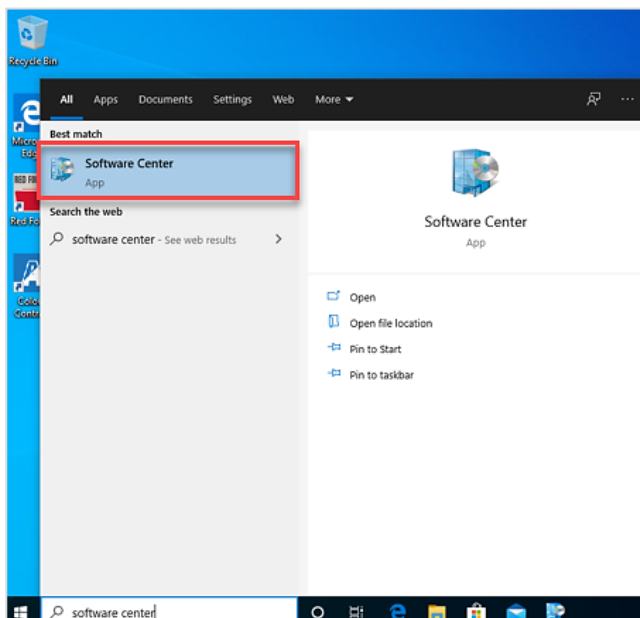 Recycle Bin
All Apps Documents Settings Web More
Best match
Software Center
App
Search the web
software center - See web results
Software Center
App
Open
Open file location
Pin to Start
Pin to taskbar
software center